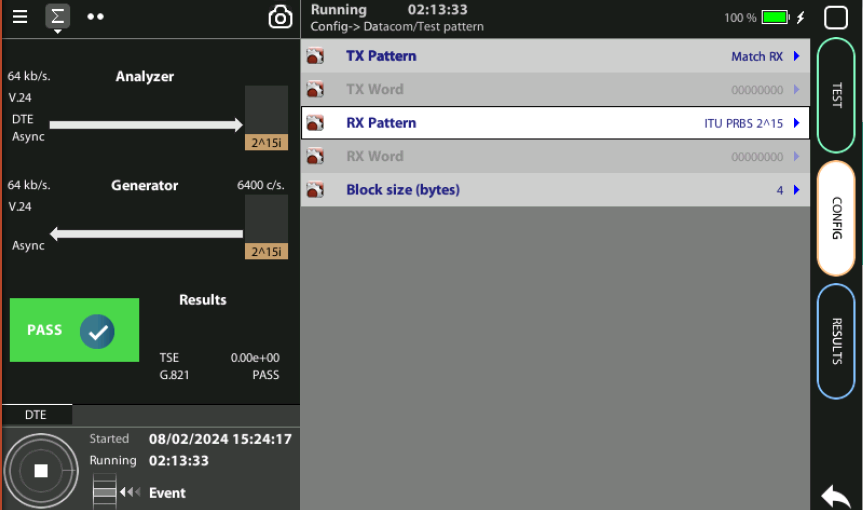 Running 02:13:33
Config-> Datacom/Test pattern
100 %
64 kb/s.
Analyzer
V.24
DTE
Async
2^15i
64 kb/s.
Generator
6400 c/s.
V.24
Async
2^15i
Results
PASS
TSE 0.00e+00
G.821 PASS
DTE
Started 08/02/2024 15:24:17
Running 02:13:33
Event
TX Pattern Match RX
TX Word 00000000
RX Pattern ITU PRBS 2^15
RX Word 00000000
Block size (bytes) 4
TEST
CONFIG
RESULTS